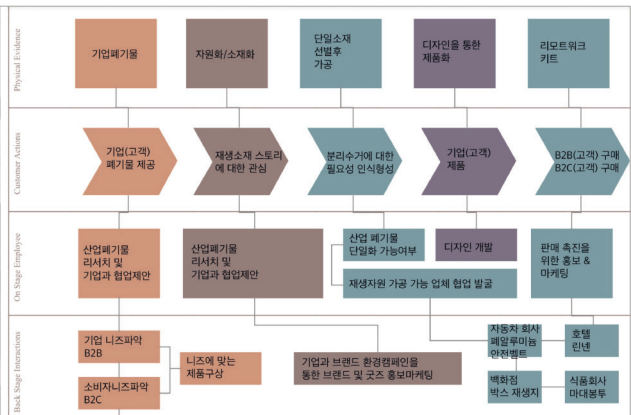 Physical Evidence
기업폐기물
자원화/소재화
단일소재
선별후
가공
디자인을 통한
제품화
리모트워크
키트
Customer Actions
기업(고객)
폐기물 제공
재생소재 스토리
에 대한 관심
분리수거에 대한
필요성 인식형성
기업(고객)
제품
B2B(고객) 구매
B2C(고객) 구매
On Stage Employee
산업폐기물
리서치 및
기업과 협업제안
산업폐기물
리서치 및
기업과 협업제안
산업 폐기물
단일화 가능여부
디자인 개발
판매 촉진을
위한 홍보 &
마케팅
재생자원 가공 가능 업체 협업 발굴
Back Stage Interactions
기업 니즈파악
B2B
소비자니즈파악
B2C
니즈에 맞는
제품구상
기업과 브랜드 환경캠페인을
통한 브랜드 및 굿즈 홍보마케팅
자동차 회사
폐알루미늄
안전벨트
호텔
린넨
백화점
박스 재생지
식품회사
마대봉투